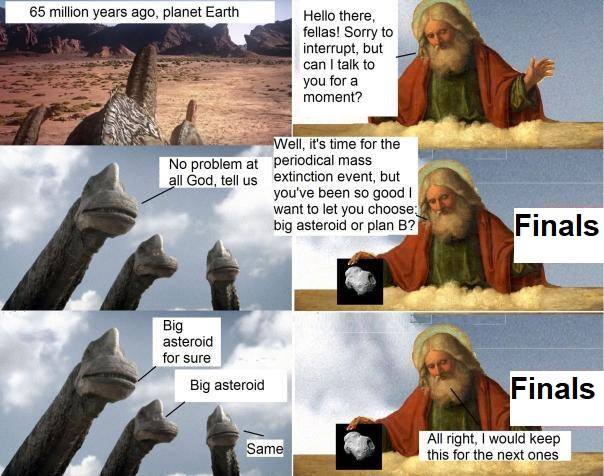 65 million years ago, planet Earth
Hello there,
fellas! Sorry to
interrupt, but
can I talk to
you for a
moment?
No problem at
all God, tell us
Well, it's time for the
periodical mass
extinction event, but
you've been so good I
want to let you choose:
big asteroid or plan B?
Finals
Big
asteroid
for sure
Big asteroid
Same
Finals
All right, I would keep
this for the next ones